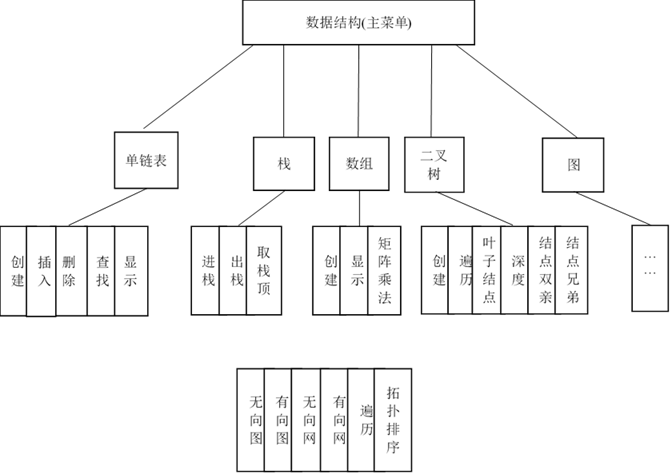 数据结构(主菜单)
单链表
栈
数组
二叉
树
图
创建
插入
删除
查找
显示
进栈
出栈
取栈顶
创建
显示
矩阵乘法
创建
遍历
叶子结点
深度
结点双亲
结点兄弟
……
无向图
有向图
无向网
有向网
遍历
拓扑排序